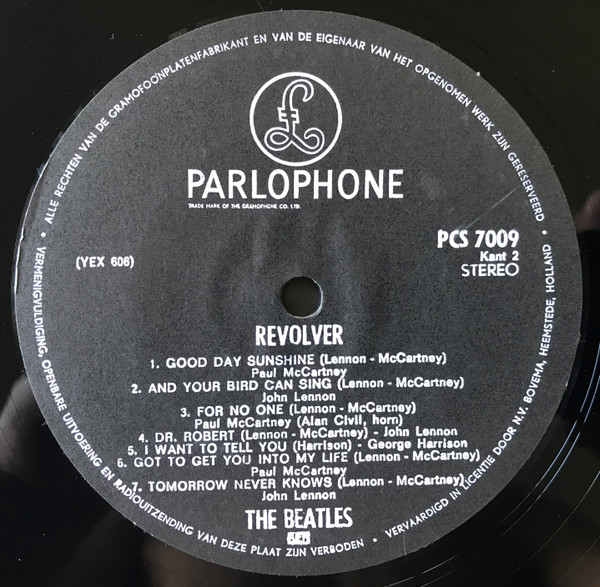 • ALLE RECHTEN VAN DE GRAMOFOONPLATENFABRIKANT EN VAN DE EIGENAAR VAN HET OPGENOMEN WERK ZIJN GERESERVEERD •
£
PARLOPHONE
TRADE MARK OF THE GRAMOPHONE CO. LTD.
PCS 7009
(YEX 606)
Kant 2
STEREO
REVOLVER
1. GOOD DAY SUNSHINE (Lennon - McCartney)
Paul McCartney
2. AND YOUR BIRD CAN SING (Lennon - McCartney)
John Lennon
3. FOR NO ONE (Lennon - McCartney)
Paul McCartney (Alan Civil, horn)
4. DR. ROBERT (Lennon - McCartney) - John Lennon
5. I WANT TO TELL YOU (Harrison) - George Harrison
6. GOT TO GET YOU INTO MY LIFE (Lennon - McCartney)
Paul McCartney
7. TOMORROW NEVER KNOWS (Lennon - McCartney)
John Lennon
THE BEATLES
VERMENIGVULDIGING, OPENBARE UITVOERING EN RADIOUITZENDING VAN DEZE PLAAT ZIJN VERBODEN • VERVAARDIGD IN LICENTIE DOOR N.V. BOVEMA, HEEMSTEDE, HOLLAND